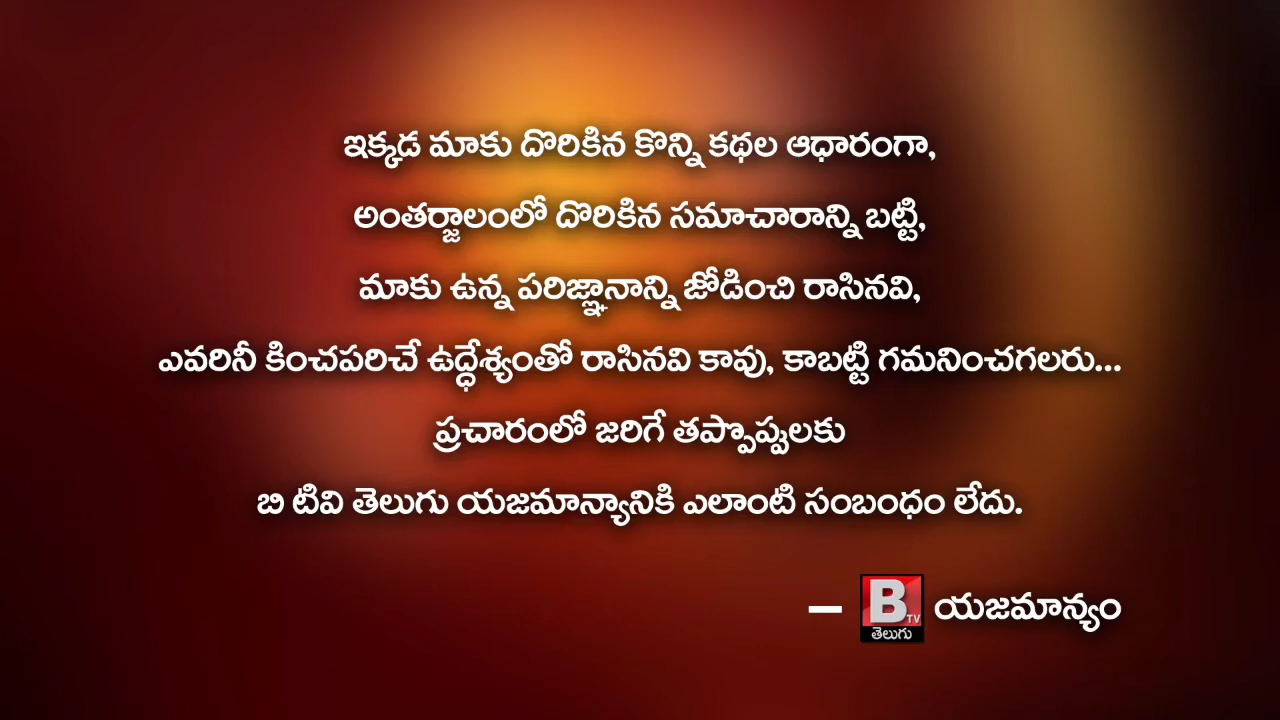 ఇక్కడ మాకు దొరికిన కొన్ని కథల ఆధారంగా,
అంతర్జాలంలో దొరికిన సమాచారాన్ని బట్టి,
మాకు ఉన్న పరిజ్ఞానాన్ని జోడించి రాసినవి,
ఎవరినీ కించపరిచే ఉద్ధేశ్యంతో రాసినవి కావు, కాబట్టి గమనించగలరు...
ప్రచారంలో జరిగే తప్పొప్పులకు
బి టివి తెలుగు యజమాన్యానికి ఎలాంటి సంబంధం లేదు.
– B TV తెలుగు యజమాన్యం